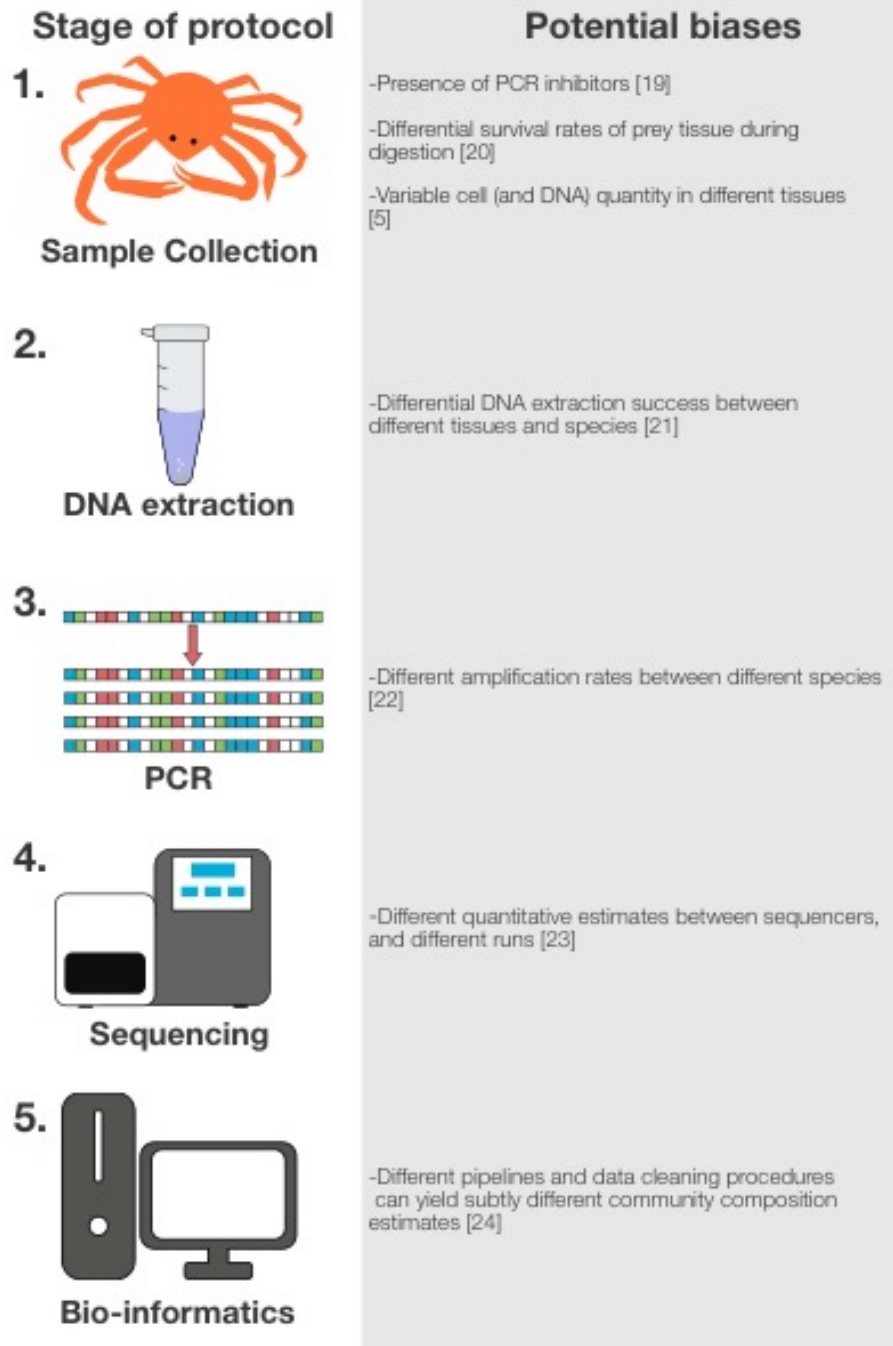 Stage of protocol
Potential biases
1.
-Presence of PCR inhibitors [19]
-Differential survival rates of prey tissue during
digestion [20]
-Variable cell (and DNA) quantity in different tissues
[5]
Sample Collection
2.
-Differential DNA extraction success between
different tissues and species [21]
DNA extraction
3.
-Different amplification rates between different species
[22]
PCR
4.
-Different quantitative estimates between sequencers,
and different runs [23]
Sequencing
5.
-Different pipelines and data cleaning procedures
can yield subtly different community composition
estimates [24]
Bio-informatics